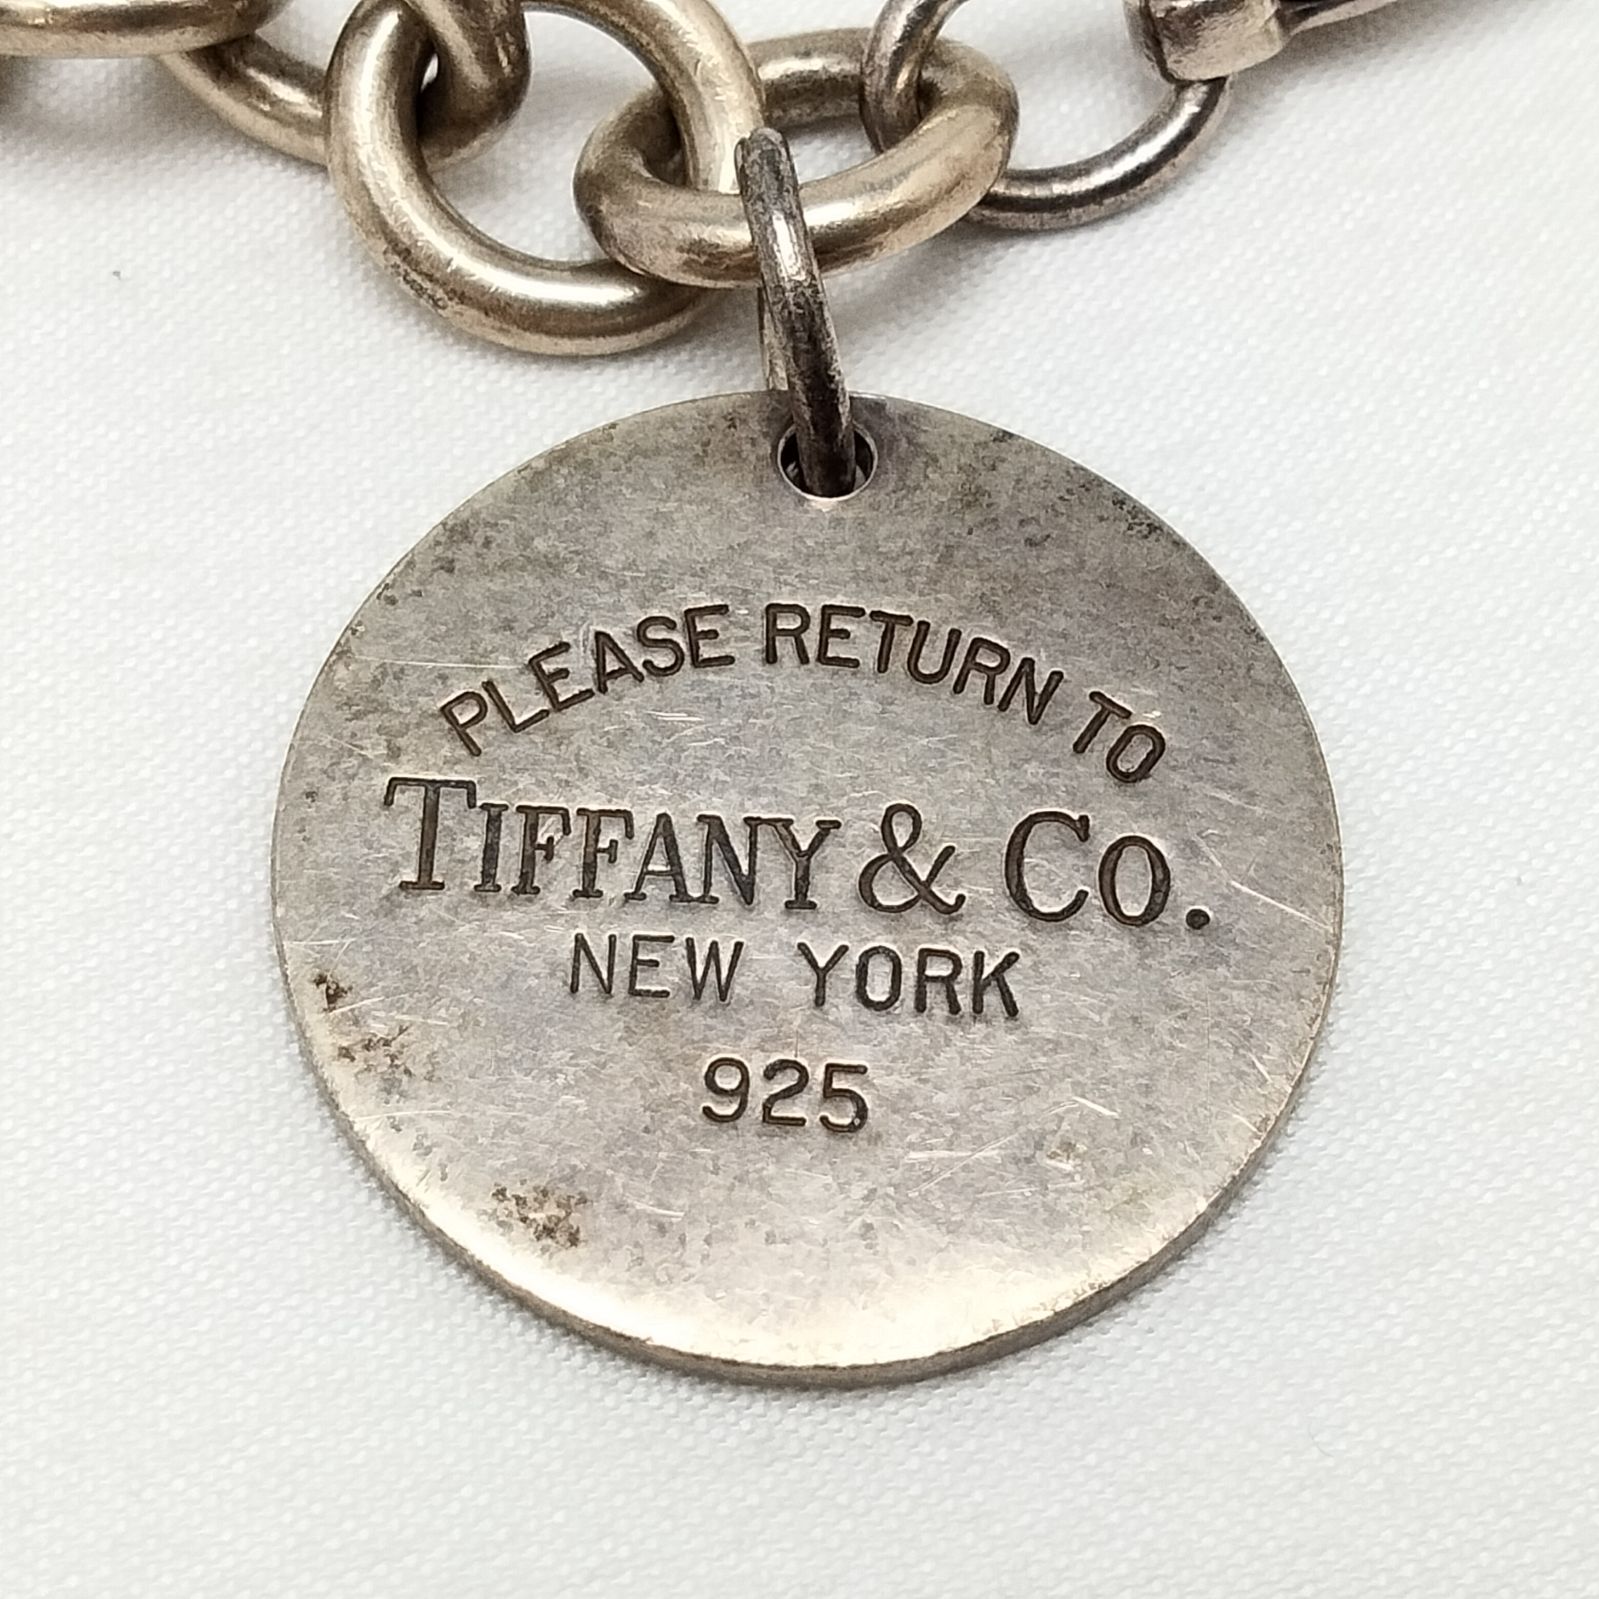 PLEASE RETURN TO
TIFFANY & CO.
NEW YORK
925